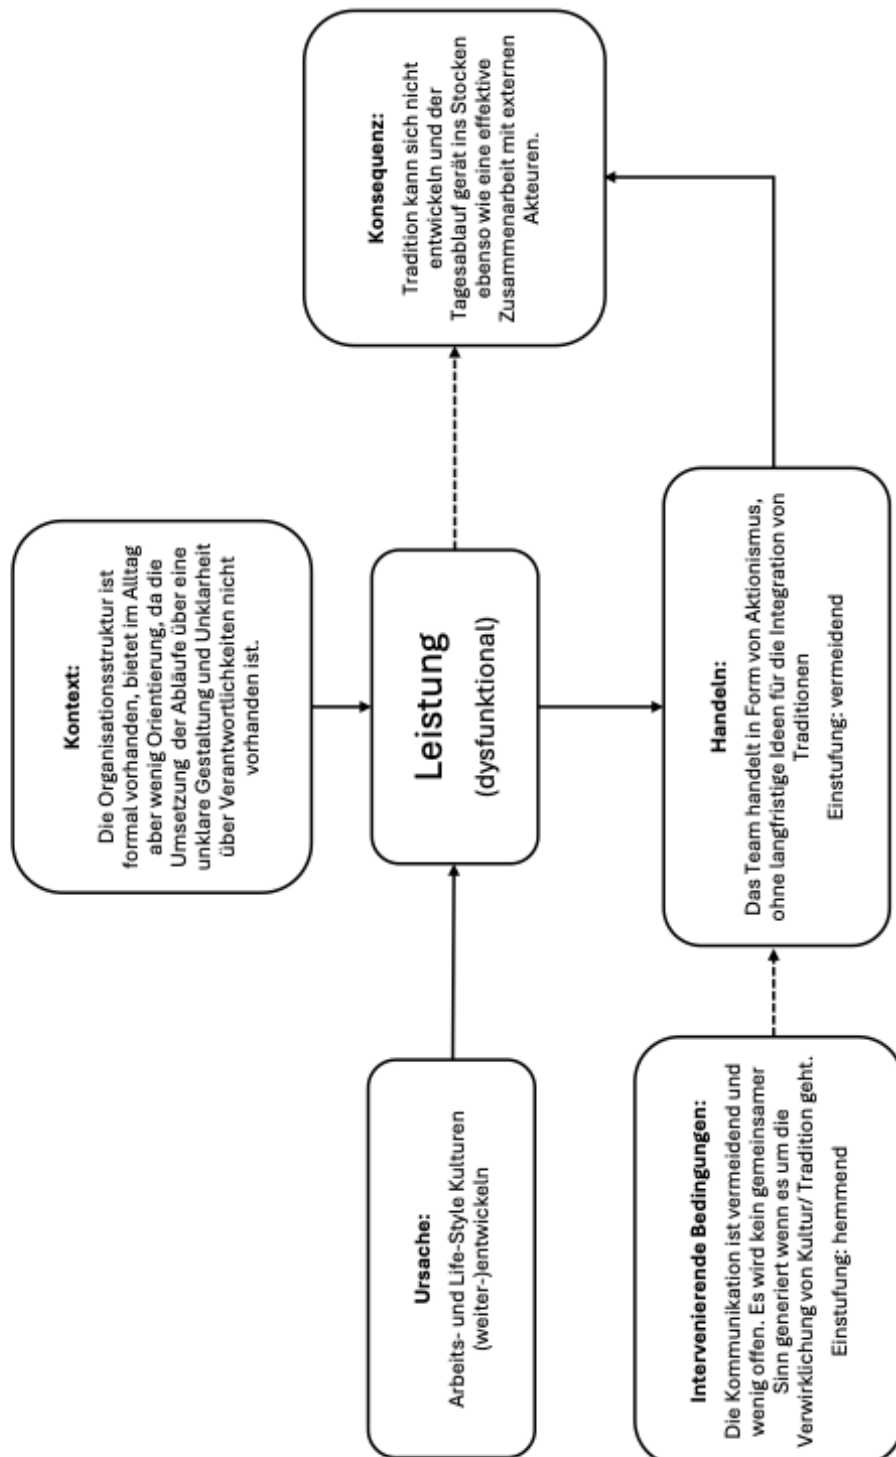 Kontext:
Die Organisationsstruktur ist
formal vorhanden, bietet im Alltag
aber wenig Orientierung, da die
Umsetzung der Abläufe über eine
unklare Gestaltung und Unklarheit
über Verantwortlichkeiten nicht
vorhanden ist.
Ursache:
Arbeits- und Life-Style Kulturen
(weiter-)entwickeln
Leistung
(dysfunktional)
Konsequenz:
Tradition kann sich nicht
entwickeln und der
Tagesablauf gerät ins Stocken
ebenso wie eine effektive
Zusammenarbeit mit externen
Akteuren.
Intervenierende Bedingungen:
Die Kommunikation ist vermeidend und
wenig offen. Es wird kein gemeinsamer
Sinn generiert wenn es um die
Verwirklichung von Kultur/ Tradition geht.
Einstufung: hemmend
Handeln:
Das Team handelt in Form von Aktionismus,
ohne langfristige Ideen für die Integration von
Traditionen
Einstufung: vermeidend